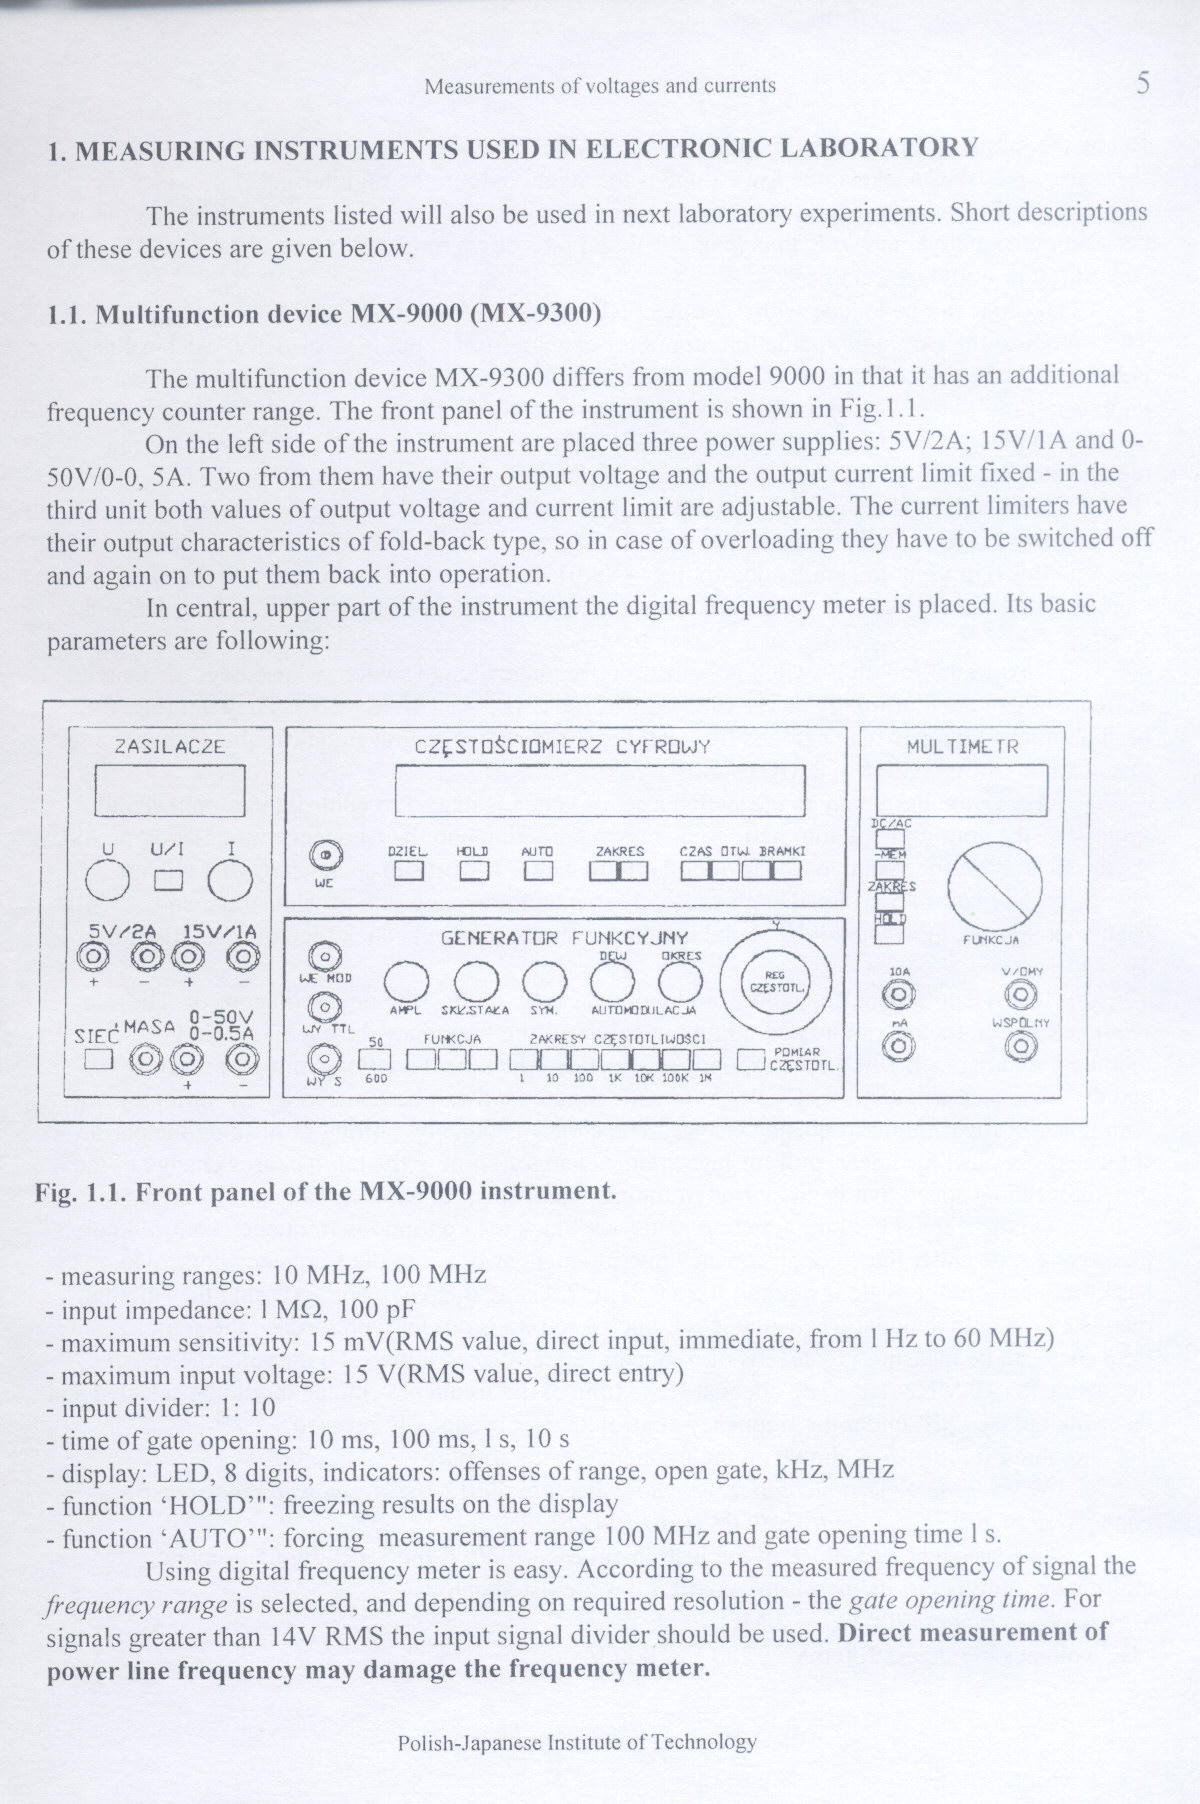 Measurements of voltages and currents
5
1. MEASURING INSTRUMENTS USED IN ELECTRONIC LABORATORY
The instruments listed will also be used in next laboratory experiments. Short descriptions
of these devices are given below.
1.1. Multifunction device MX-9000 (MX-9300)
The multifunction device MX-9300 differs from model 9000 in that it has an additional
frequency counter range. The front panel of the instrument is shown in Fig.1.1.
On the left side of the instrument are placed three power supplies: 5V/2A; 15V/1A and 0-
50V/0-0, 5A. Two from them have their output voltage and the output current limit fixed - in the
third unit both values of output voltage and current limit are adjustable. The current limiters have
their output characteristics of fold-back type, so in case of overloading they have to be switched off
and again on to put them back into operation.
In central, upper part of the instrument the digital frequency meter is placed. Its basic
parameters are following:
ZASILACZE
U U/I I
5V/2A 15V/1A
+ - + -
SIEĆ MASA 0-50V
0-0.5A
+ -
CZĘSTOŚCIOMIERZ CYFROWY
WE
DZIEL HOLD AUTO ZAKRES CZAS OTW. BRAMKI
GENERATOR FUNKCYJNY
DEW OKRES
Y
WE MOD
AMPL SKŁ.STAŁA SYM. AUTOMODULACJA
REG
CZĘSTOTL.
WY TTL
50 FUNKCJA ZAKRESY CZĘSTOTLIWOŚCI
POMIAR
CZĘSTOTL.
WY S 600 1 10 100 1K 10K 100K 1M
MULTIMETR
DC/AC
-MEM
ZAKRES
HOLD
FUNKCJA
10A V/OMY
mA WSPÓLNY
Fig. 1.1. Front panel of the MX-9000 instrument.
- measuring ranges: 10 MHz, 100 MHz
- input impedance: 1 MΩ, 100 pF
- maximum sensitivity: 15 mV(RMS value, direct input, immediate, from 1 Hz to 60 MHz)
- maximum input voltage: 15 V(RMS value, direct entry)
- input divider: 1: 10
- time of gate opening: 10 ms, 100 ms, 1 s, 10 s
- display: LED, 8 digits, indicators: offenses of range, open gate, kHz, MHz
- function ‘HOLD’": freezing results on the display
- function ‘AUTO’": forcing measurement range 100 MHz and gate opening time 1 s.
Using digital frequency meter is easy. According to the measured frequency of signal the
frequency range is selected, and depending on required resolution - the gate opening time. For
signals greater than 14V RMS the input signal divider should be used. Direct measurement of
power line frequency may damage the frequency meter.
Polish-Japanese Institute of Technology